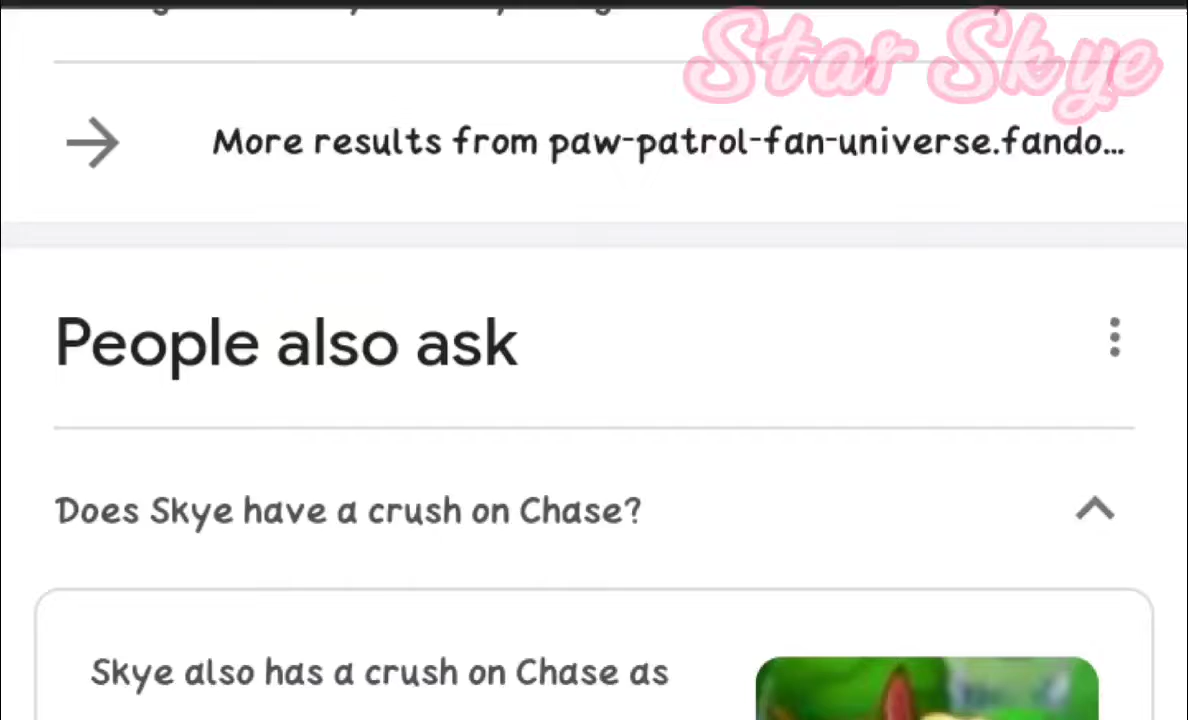 Star Skye
More results from paw-patrol-fan-universe.fando...
People also ask
Does Skye have a crush on Chase?
Skye also has a crush on Chase as